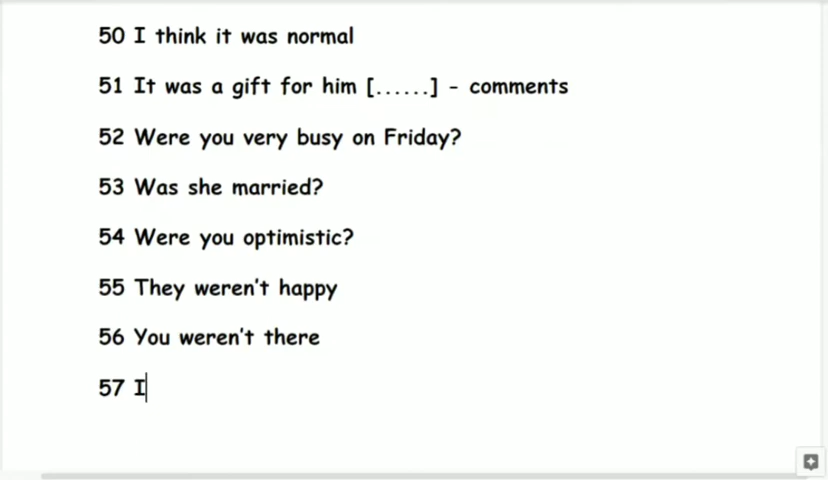 50 I think it was normal
51 It was a gift for him [......] - comments
52 Were you very busy on Friday?
53 Was she married?
54 Were you optimistic?
55 They weren't happy
56 You weren't there
57 I